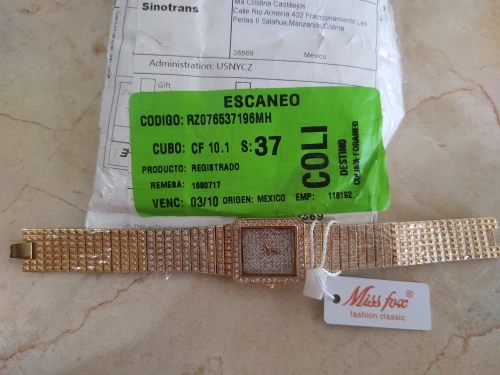 Sinotrans
Ma Cristina Castillejos
Calle Rio Armeria 402 Fraccionamiento Las
Perlas II Salahua,Manzanillo,Colima
28869 Mexico
Administration: USNYCZ
Gift
ESCANEO
CODIGO: RZ076537196MH
CUBO: CF 10.1 S: 37
PRODUCTO: REGISTRADO
REMESA: 1690717
VENC: 03/10 ORIGEN: MEXICO EMP: 118192
COLI
DESTINO
Miss fox ®
fashion classic